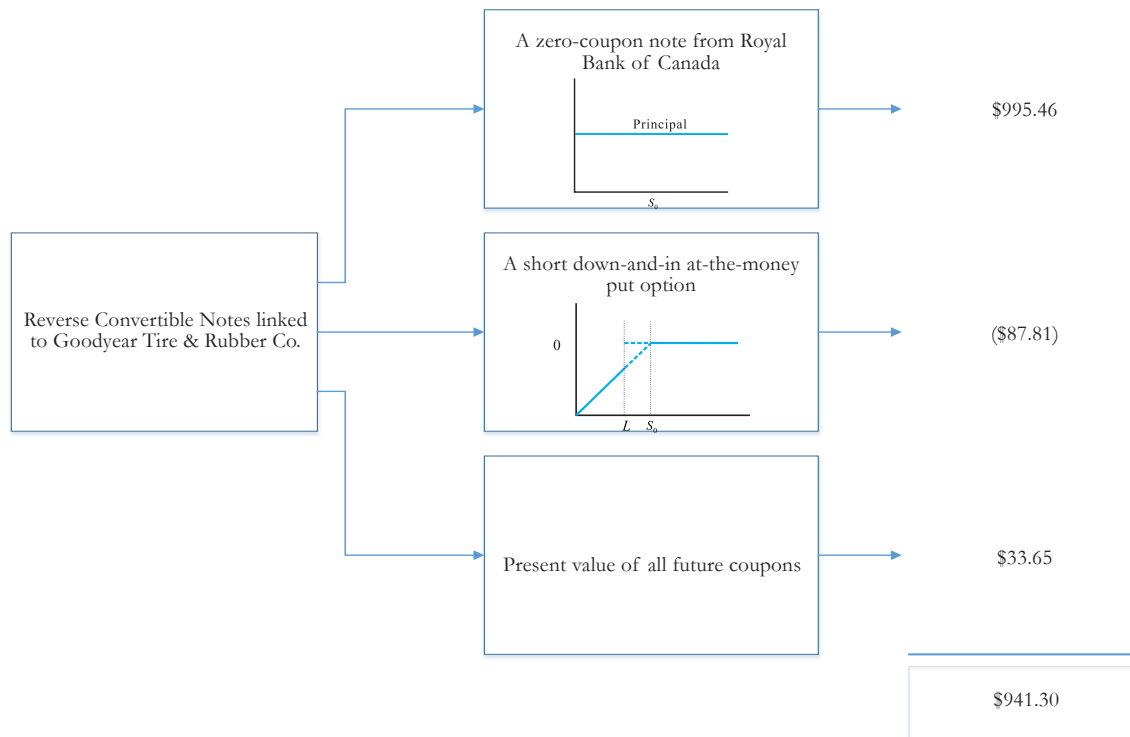 A zero-coupon note from Royal
Bank of Canada
Principal
S₀
$995.46
Reverse Convertible Notes linked
to Goodyear Tire & Rubber Co.
A short down-and-in at-the-money
put option
0
L S₀
($87.81)
Present value of all future coupons
$33.65
$941.30